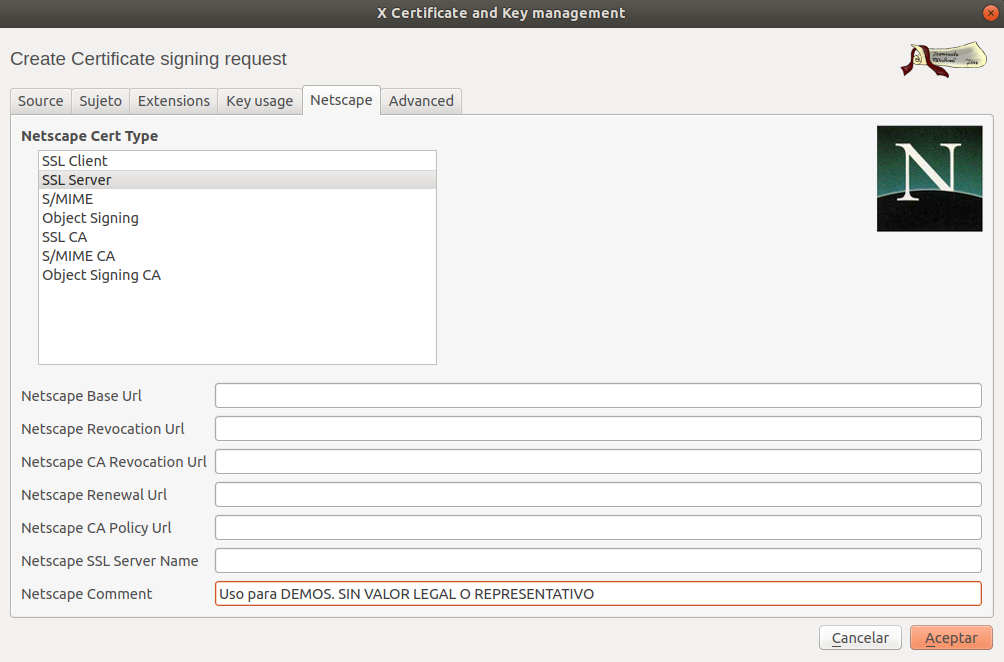 X Certificate and Key management
Create Certificate signing request
Source Sujeto Extensions Key usage Netscape Advanced
Netscape Cert Type
SSL Client
SSL Server
S/MIME
Object Signing
SSL CA
S/MIME CA
Object Signing CA
N
Netscape Base Url
Netscape Revocation Url
Netscape CA Revocation Url
Netscape Renewal Url
Netscape CA Policy Url
Netscape SSL Server Name
Netscape Comment Uso para DEMOS. SIN VALOR LEGAL O REPRESENTATIVO
Cancelar Aceptar